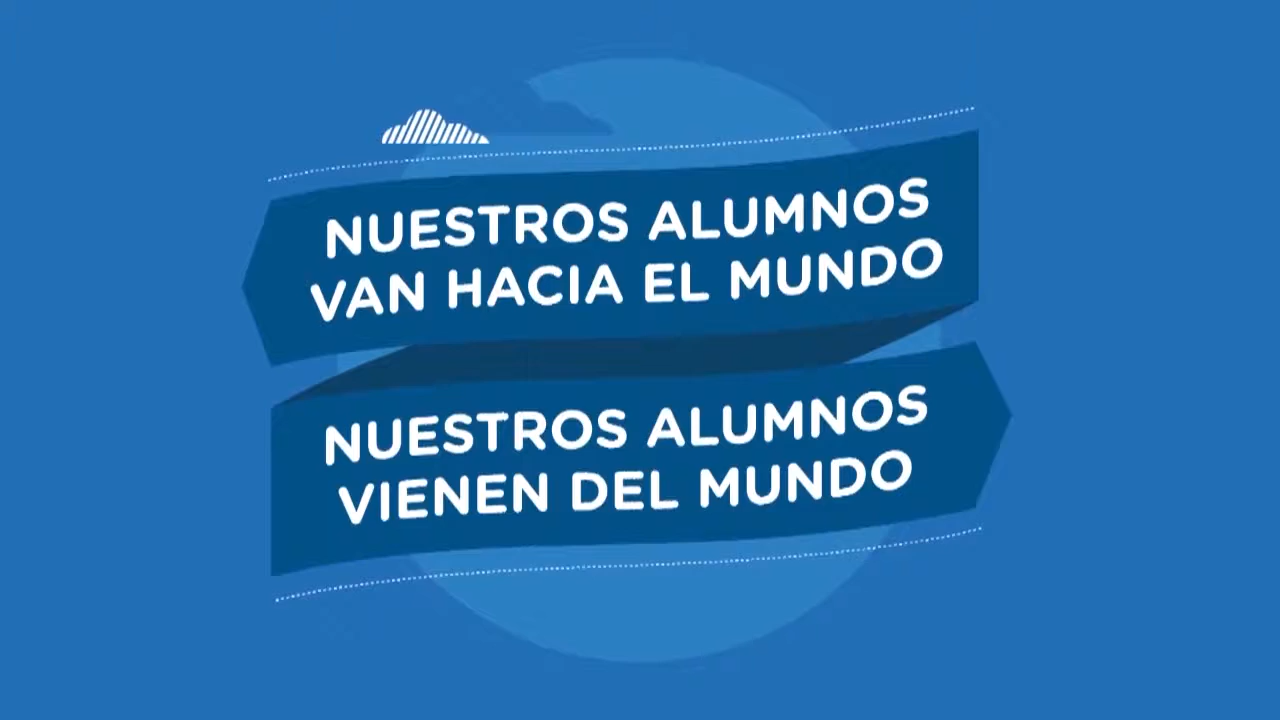 NUESTROS ALUMNOS
VAN HACIA EL MUNDO
NUESTROS ALUMNOS
VIENEN DEL MUNDO